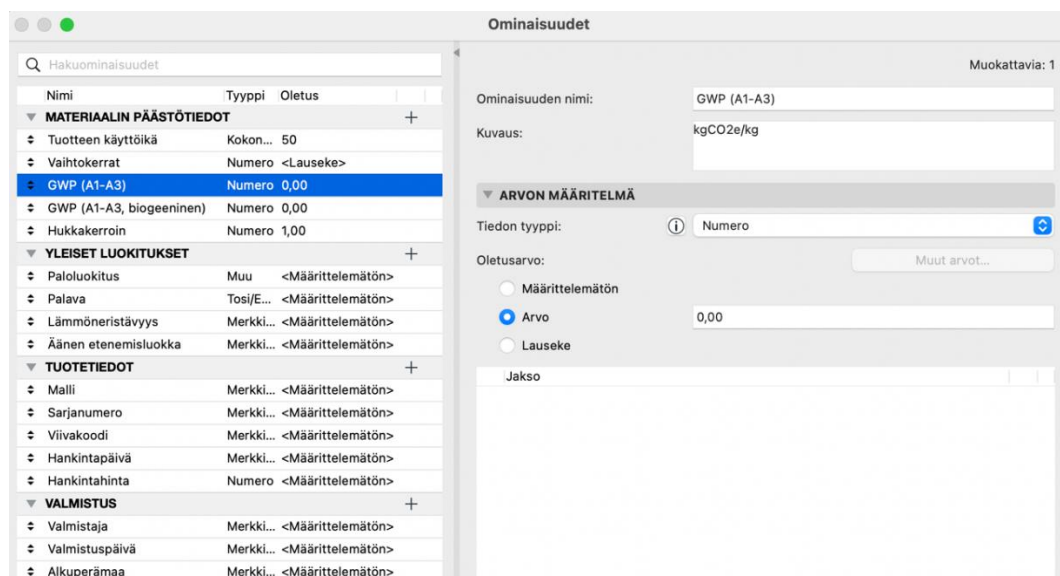 Ominaisuudet
Hakuominaisuudet
Nimi Tyyppi Oletus
MATERIAALIN PÄÄSTÖTIEDOT
Tuotteen käyttöikä Kokon... 50
Vaihtokerrat Numero <Lauseke>
GWP (A1-A3) Numero 0,00
GWP (A1-A3, biogeeninen) Numero 0,00
Hukkakerroin Numero 1,00
YLEISET LUOKITUKSET
Paloluokitus Muu <Määrittelemätön>
Palava Tosi/E... <Määrittelemätön>
Lämmöneristävyys Merkki... <Määrittelemätön>
Äänen etenemisluokka Merkki... <Määrittelemätön>
TUOTETIEDOT
Malli Merkki... <Määrittelemätön>
Sarjanumero Merkki... <Määrittelemätön>
Viivakoodi Merkki... <Määrittelemätön>
Hankintapäivä Merkki... <Määrittelemätön>
Hankintahinta Numero <Määrittelemätön>
VALMISTUS
Valmistaja Merkki... <Määrittelemätön>
Valmistuspäivä Merkki... <Määrittelemätön>
Alkuperämaa Merkki... <Määrittelemätön>
Muokattavia: 1
Ominaisuuden nimi: GWP (A1-A3)
Kuvaus: kgCO2e/kg
ARVON MÄÄRITELMÄ
Tiedon tyyppi: Numero
Oletusarvo: Muut arvot...
Määrittelemätön
Arvo 0,00
Lauseke
Jakso